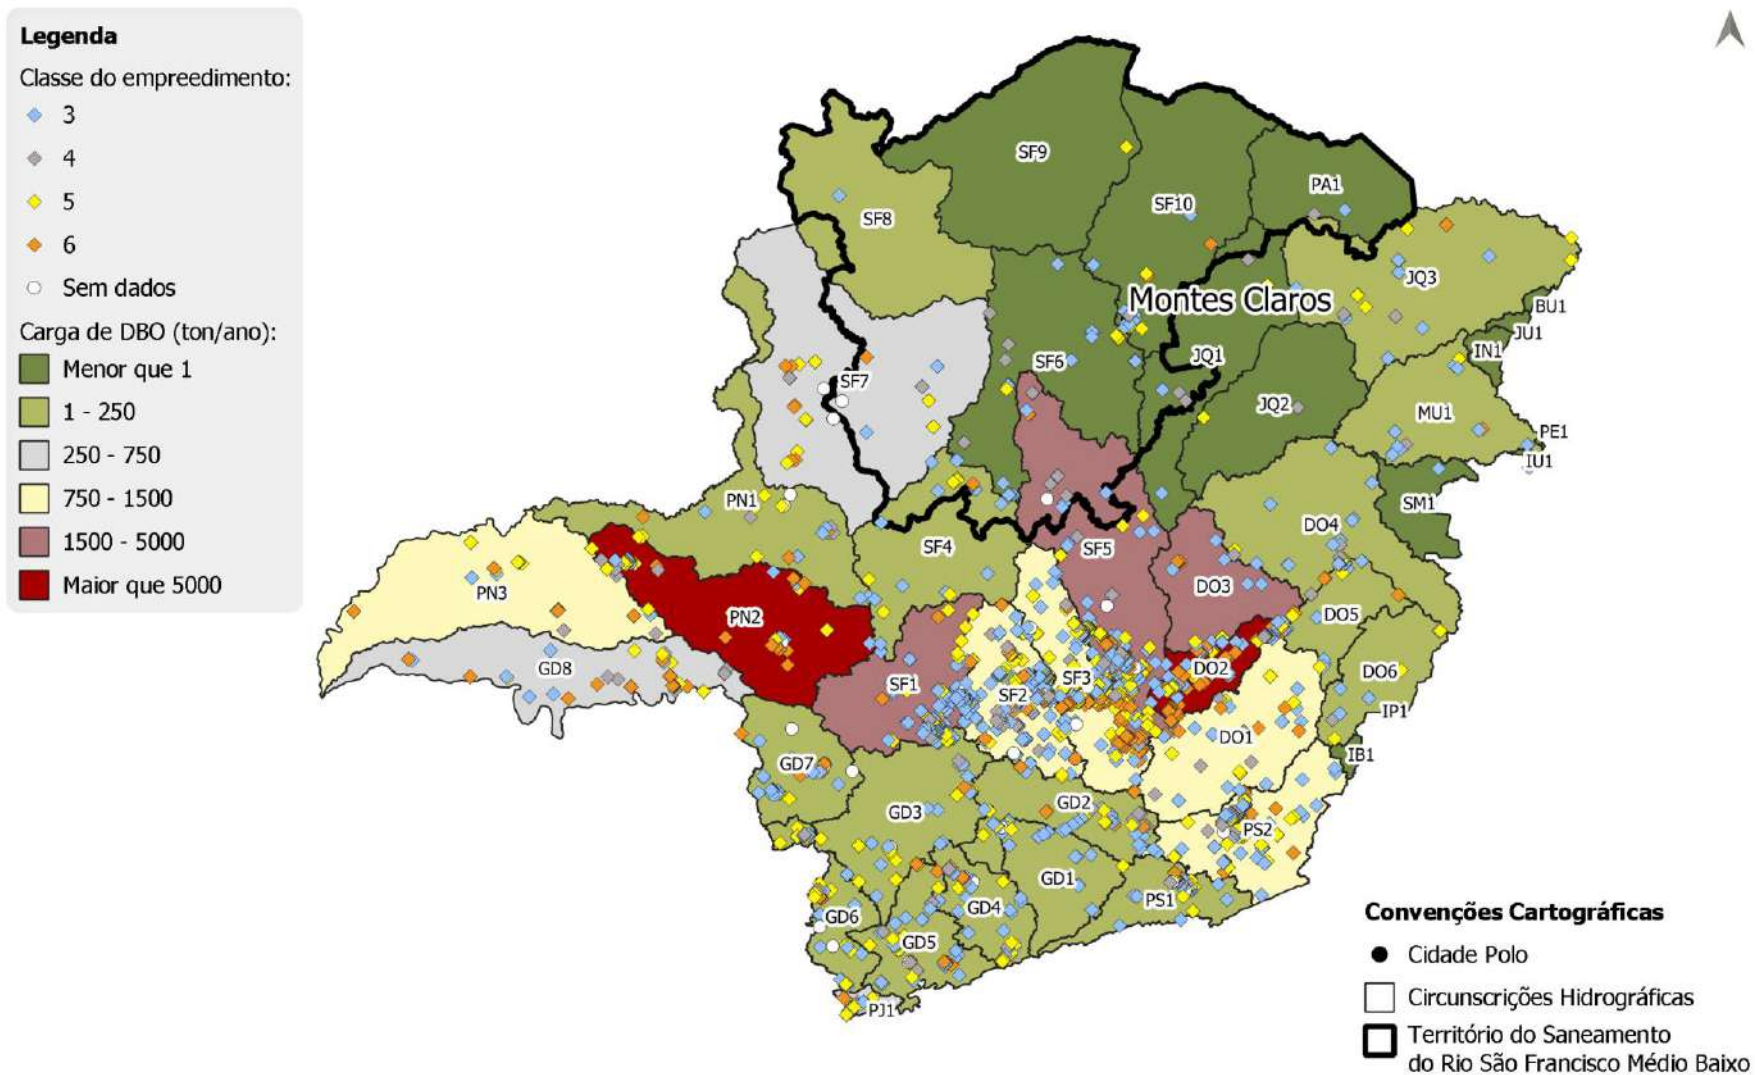 Legenda
Classe do empreedimento:
3
4
5
6
Sem dados
Carga de DBO (ton/ano):
Menor que 1
1 - 250
250 - 750
750 - 1500
1500 - 5000
Maior que 5000
SF9
PA1
SF10
SF8
JQ3
Montes Claros
BU1
JU1
IN1
JQ1
SF6
SF7
JQ2
MU1
PE1
IU1
PN1
SM1
DO4
SF4
SF5
DO3
PN3
PN2
DO5
GD8
DO2
DO6
SF3
SF1
SF2
IP1
DO1
IB1
GD7
GD2
GD3
PS2
GD1
PS1
GD4
GD6
GD5
PJ1
Convenções Cartográficas
Cidade Polo
Circunscrições Hidrográficas
Território do Saneamento
do Rio São Francisco Médio Baixo